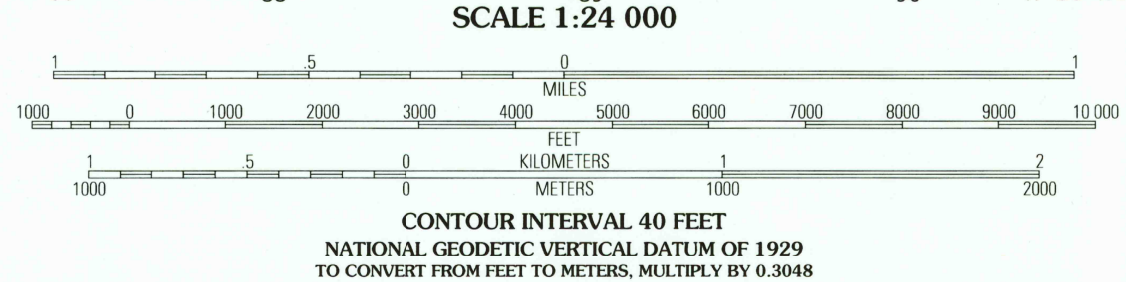 SCALE 1:24 000
1 .5 0 1
MILES
1000 0 1000 2000 3000 4000 5000 6000 7000 8000 9000 10 000
FEET
1 .5 0 KILOMETERS 1 2
1000 0 METERS 1000 2000
CONTOUR INTERVAL 40 FEET
NATIONAL GEODETIC VERTICAL DATUM OF 1929
TO CONVERT FROM FEET TO METERS, MULTIPLY BY 0.3048